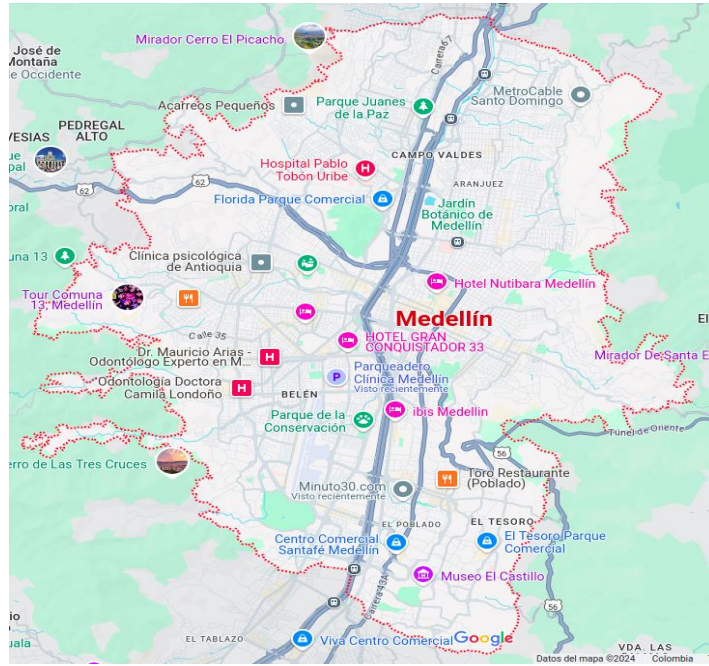 Mirador Cerro El Picacho
José de
Montaña
e Occidente
Carrera 67
MetroCable
Santo Domingo
Acarreos Pequeños
Parque Juanes
de la Paz
PEDREGAL
ALTO
VESIAS
CAMPO VALDES
Hospital Pablo
Tobón Uribe
ARANJUEZ
62
62
Florida Parque Comercial
Jardín
Botánico de
Medellín
una 13
Clínica psicológica
de Antioquia
Hotel Nutibara Medellín
Tour Comuna
13, Medellín
Medellín
Calle 35
HOTEL GRAN
CONQUISTADOR 33
Dr. Mauricio Arias -
Odontólogo Experto en M...
Mirador De Santa E
Parqueadero
Clínica Medellín
Visto recientemente
Odontología Doctora
Camila Londoño
BELÉN
ibis Medellin
Parque de la
Conservación
Túnel de Oriente
56
erro de Las Tres Cruces
Toro Restaurante
(Poblado)
Minuto30.com
Visto recientemente
EL POBLADO
EL TESORO
Centro Comercial
Santafé Medellín
El Tesoro Parque
Comercial
Museo El Castillo
Carrera 43A
56
EL TABLAZO
Viva Centro Comercial
Google
VDA. LAS
Datos del mapa ©2024
Colombia